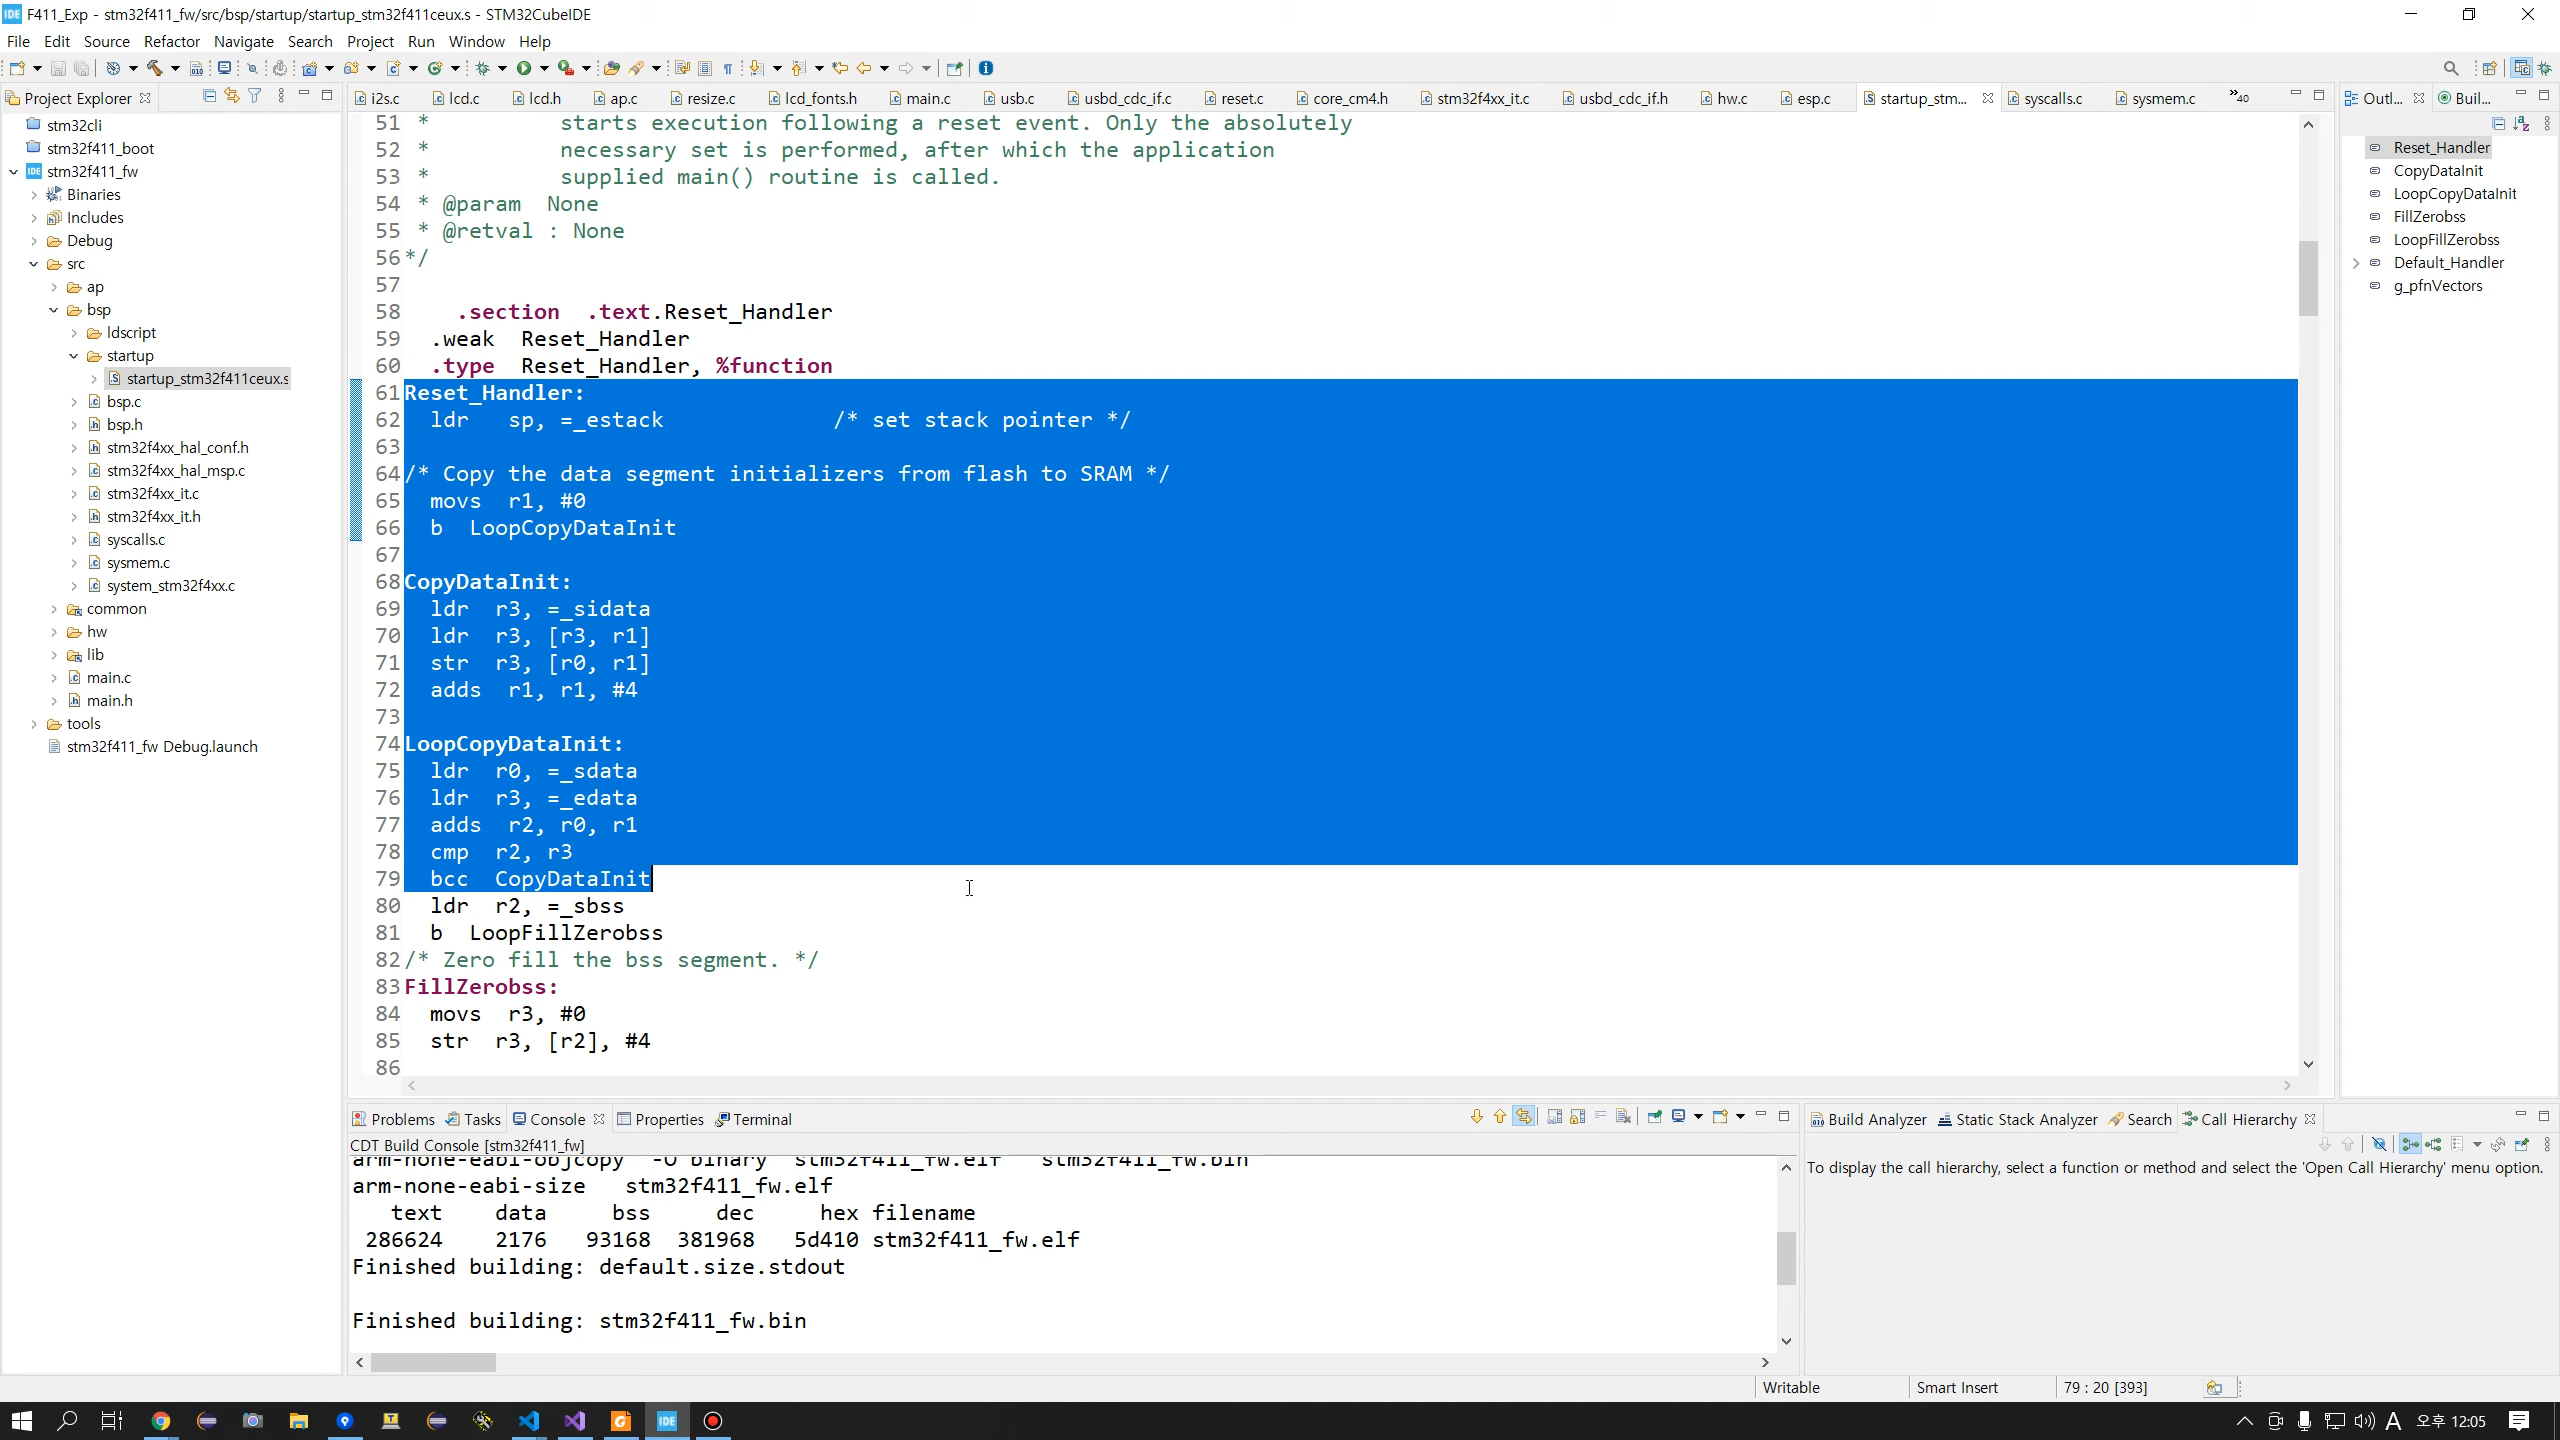 F411_Exp - stm32f411_fw/src/bsp/startup/startup_stm32f411ceux.s - STM32CubeIDE
File Edit Source Refactor Navigate Search Project Run Window Help
Project Explorer
i2s.c lcd.c lcd.h ap.c resize.c lcd_fonts.h main.c usb.c usbd_cdc_if.c reset.c core_cm4.h stm32f4xx_it.c usbd_cdc_if.h hw.c esp.c startup_stm... syscalls.c sysmem.c »40
Outl... Buil...
stm32cli
stm32f411_boot
stm32f411_fw
Binaries
Includes
Debug
src
ap
bsp
ldscript
startup
startup_stm32f411ceux.s
bsp.c
bsp.h
stm32f4xx_hal_conf.h
stm32f4xx_hal_msp.c
stm32f4xx_it.c
stm32f4xx_it.h
syscalls.c
sysmem.c
system_stm32f4xx.c
common
hw
lib
main.c
main.h
tools
stm32f411_fw Debug.launch
51 * starts execution following a reset event. Only the absolutely
52 * necessary set is performed, after which the application
53 * supplied main() routine is called.
54 * @param None
55 * @retval : None
56 */
57
58 .section .text.Reset_Handler
59 .weak Reset_Handler
60 .type Reset_Handler, %function
61 Reset_Handler:
62 ldr sp, =_estack /* set stack pointer */
63
64 /* Copy the data segment initializers from flash to SRAM */
65 movs r1, #0
66 b LoopCopyDataInit
67
68 CopyDataInit:
69 ldr r3, =_sidata
70 ldr r3, [r3, r1]
71 str r3, [r0, r1]
72 adds r1, r1, #4
73
74 LoopCopyDataInit:
75 ldr r0, =_sdata
76 ldr r3, =_edata
77 adds r2, r0, r1
78 cmp r2, r3
79 bcc CopyDataInit
80 ldr r2, =_sbss
81 b LoopFillZerobss
82 /* Zero fill the bss segment. */
83 FillZerobss:
84 movs r3, #0
85 str r3, [r2], #4
86
Reset_Handler
CopyDataInit
LoopCopyDataInit
FillZerobss
LoopFillZerobss
Default_Handler
g_pfnVectors
Problems Tasks Console Properties Terminal
CDT Build Console [stm32f411_fw]
arm-none-eabi-objcopy -O binary stm32f411_fw.elf stm32f411_fw.bin
arm-none-eabi-size stm32f411_fw.elf
text data bss dec hex filename
286624 2176 93168 381968 5d410 stm32f411_fw.elf
Finished building: default.size.stdout
Finished building: stm32f411_fw.bin
Build Analyzer Static Stack Analyzer Search Call Hierarchy
To display the call hierarchy, select a function or method and select the 'Open Call Hierarchy' menu option.
Writable Smart Insert 79 : 20 [393]
IDE A 오후 12:05